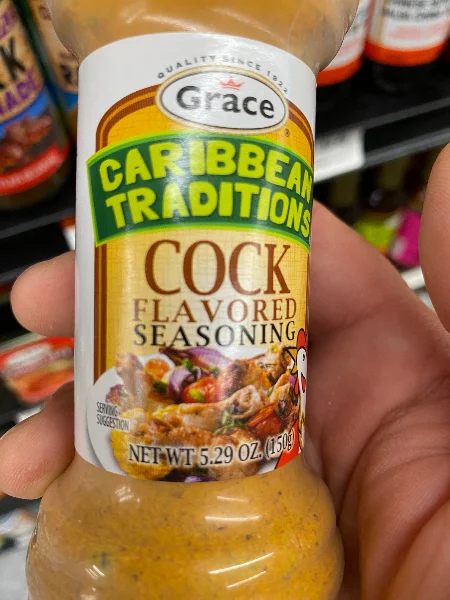 QUALITY SINCE 1922
Grace
CARIBBEAN
TRADITIONS
COCK
FLAVORED
SEASONING
SERVING
SUGGESTION
NET WT 5.29 OZ. (150g)